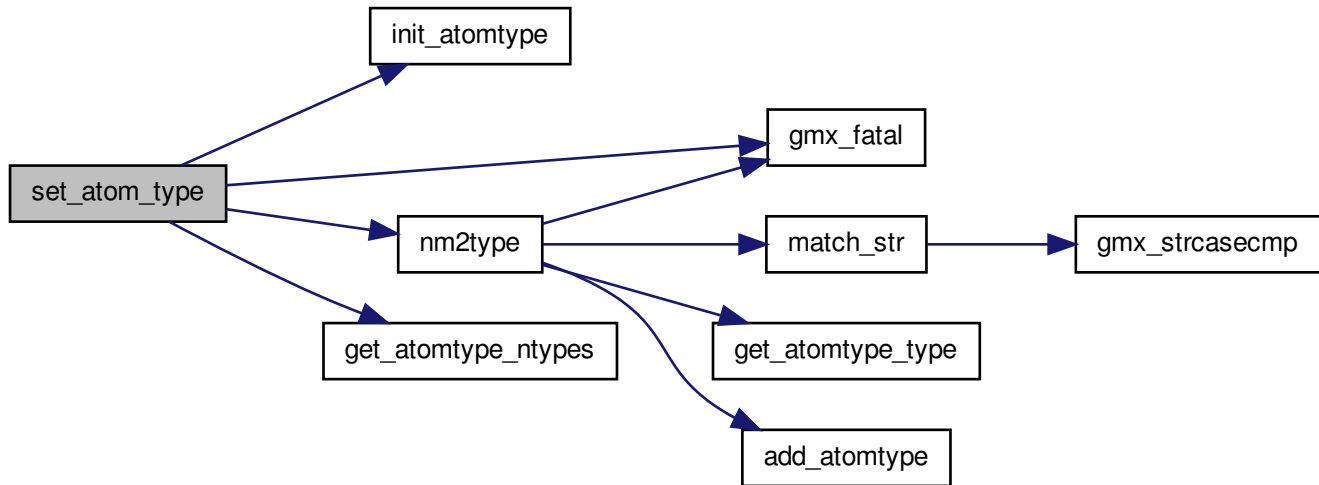 init_atomtype
gmx_fatal
set_atom_type
nm2type
match_str
gmx_strcasecmp
get_atomtype_ntypes
get_atomtype_type
add_atomtype